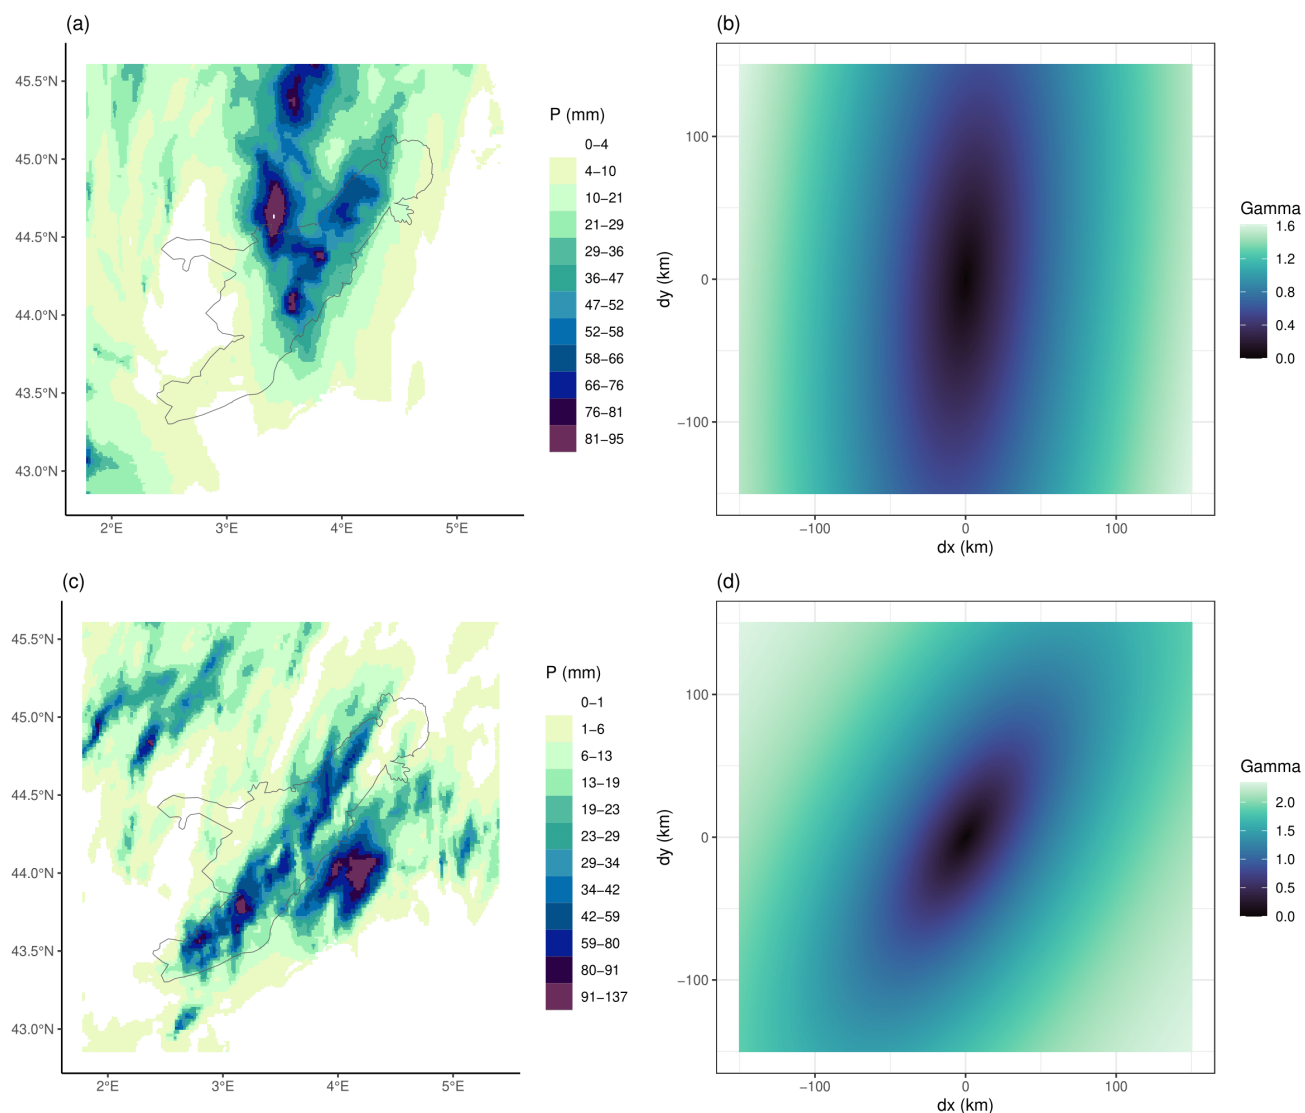 (a)
45.5°N
45.0°N
44.5°N
44.0°N
43.5°N
43.0°N
2°E
3°E
4°E
5°E
P (mm)
0−4
4−10
10−21
21−29
29−36
36−47
47−52
52−58
58−66
66−76
76−81
81−95
(b)
dy (km)
100
0
−100
−100
0
100
dx (km)
Gamma
1.6
1.2
0.8
0.4
0.0
(c)
45.5°N
45.0°N
44.5°N
44.0°N
43.5°N
43.0°N
2°E
3°E
4°E
5°E
P (mm)
0−1
1−6
6−13
13−19
19−23
23−29
29−34
34−42
42−59
59−80
80−91
91−137
(d)
dy (km)
100
0
−100
−100
0
100
dx (km)
Gamma
2.0
1.5
1.0
0.5
0.0